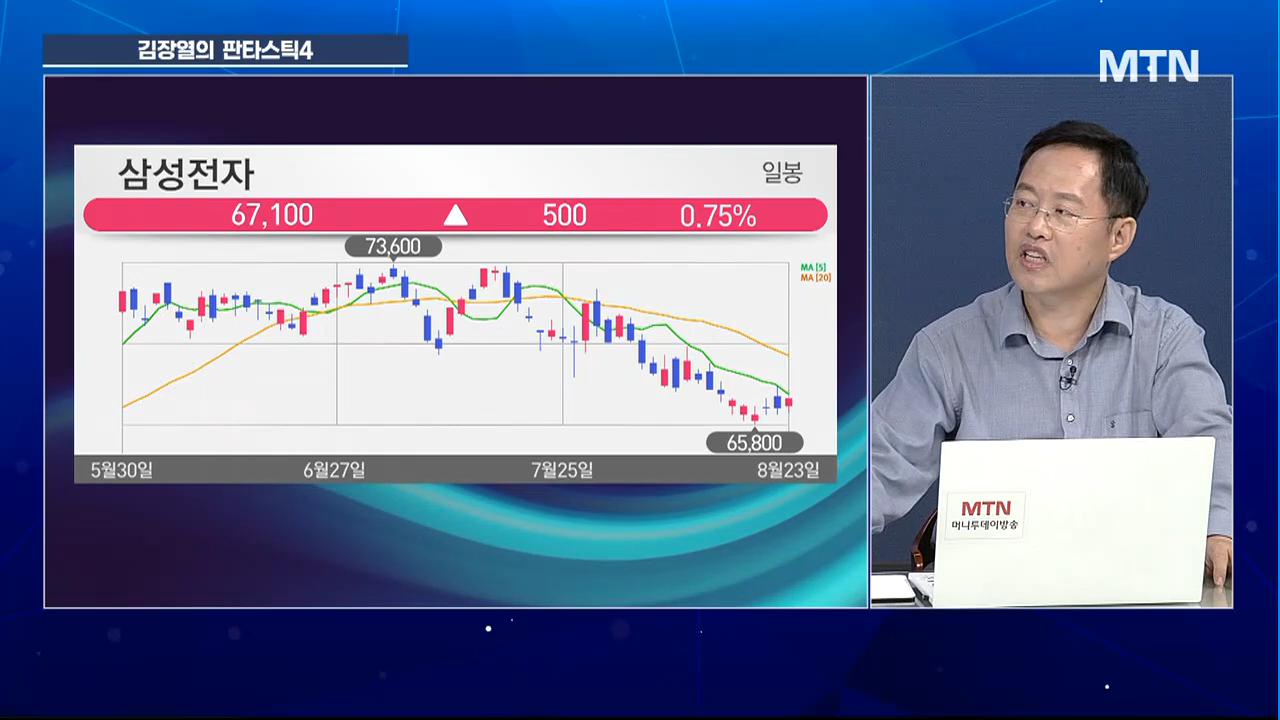 김장열의 판타스틱4
MTN
삼성전자
일봉
67,100 ▲ 500 0.75%
73,600
MA [5]
MA [20]
65,800
5월30일 6월27일 7월25일 8월23일
MTN
머니투데이방송